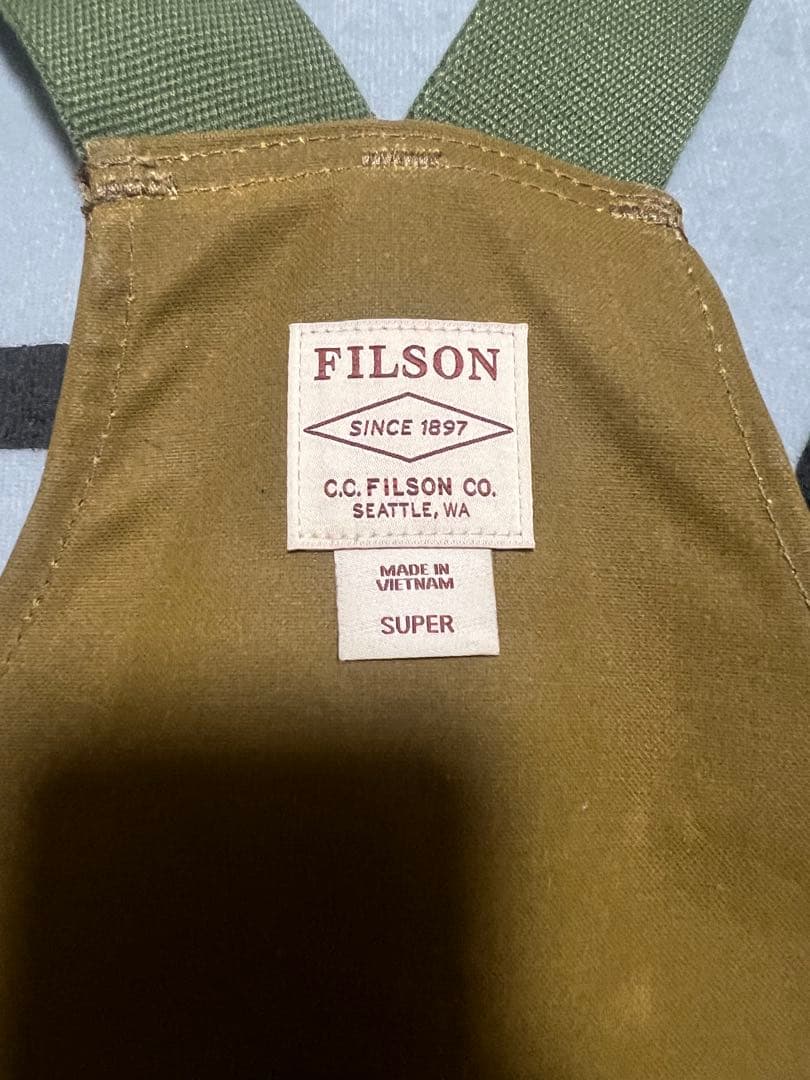 FILSON
SINCE 1897
C.C. FILSON CO.
SEATTLE, WA
MADE IN
VIETNAM
SUPER